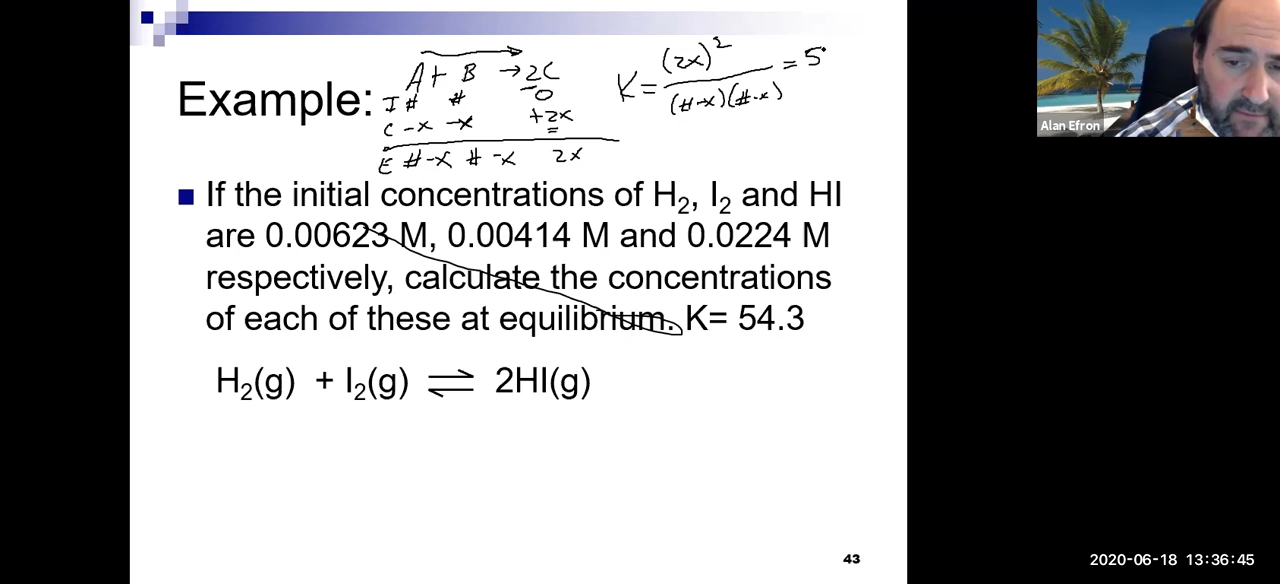 A + B → 2C
I # # 0
C -x -x +2x
E #-x #-x 2x
K = (2x)² / (#-x)(#-x) = 5
Example:
If the initial concentrations of H₂, I₂ and HI
are 0.00623 M, 0.00414 M and 0.0224 M
respectively, calculate the concentrations
of each of these at equilibrium. K= 54.3
H₂(g) + I₂(g) ⇌ 2HI(g)
43
Alan Efron
2020-06-18 13:36:45